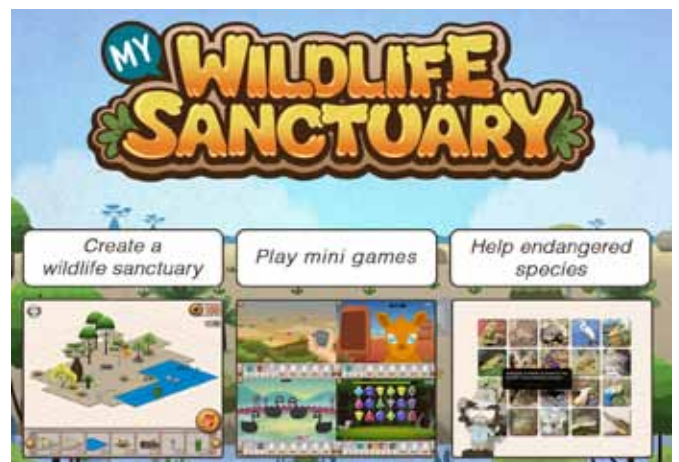 MY
WILDLIFE
SANCTUARY
Create a
wildlife sanctuary
Play mini games
Help endangered
species